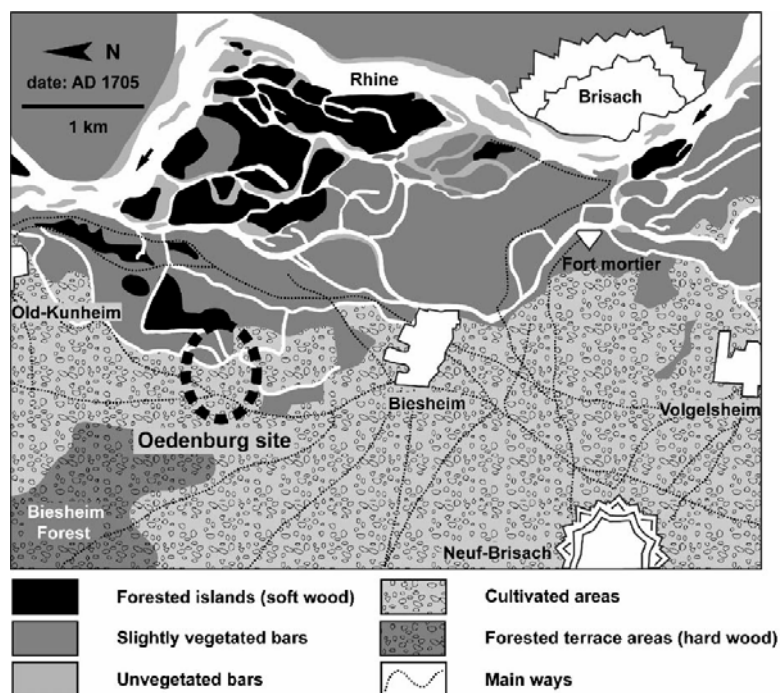 N
date: AD 1705
1 km
Rhine
Brisach
Fort mortier
Old-Kunheim
Biesheim
Volgelsheim
Oedenburg site
Biesheim
Forest
Neuf-Brisach
Forested islands (soft wood)
Cultivated areas
Slightly vegetated bars
Forested terrace areas (hard wood)
Unvegetated bars
Main ways